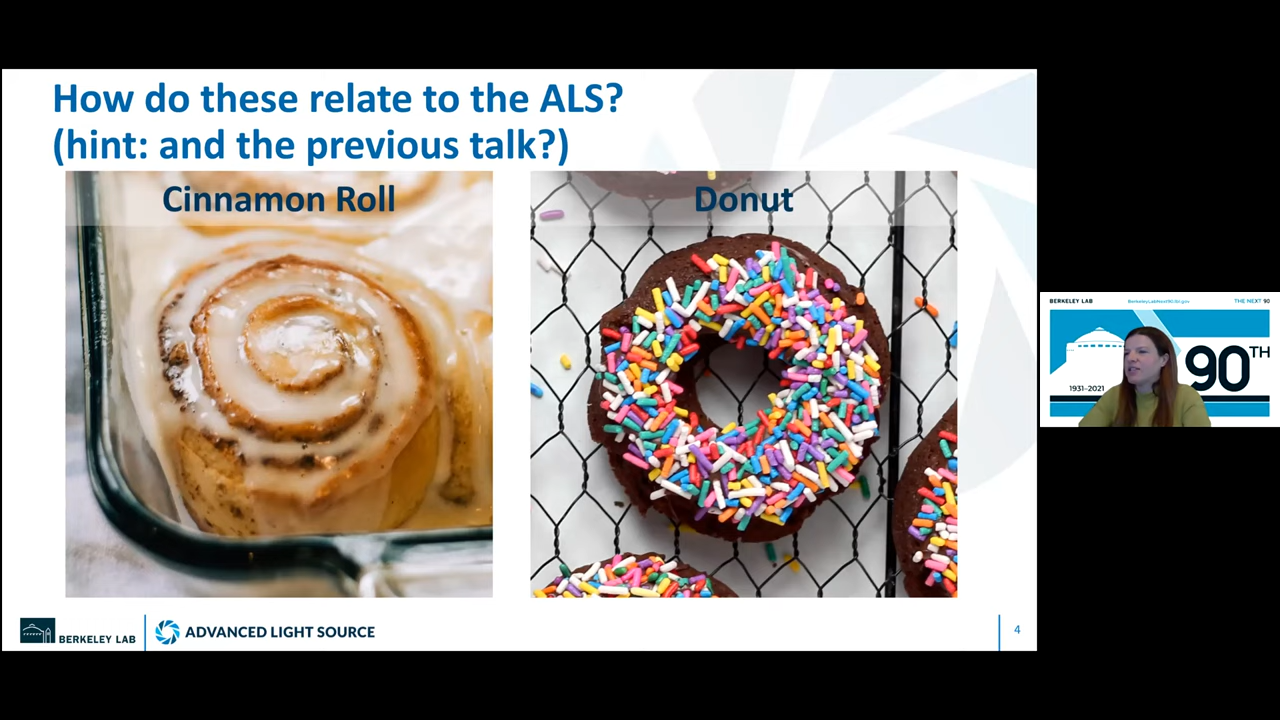 How do these relate to the ALS?
(hint: and the previous talk?)
Cinnamon Roll
Donut
BERKELEY LAB
ADVANCED LIGHT SOURCE
4
BERKELEY LAB
THE NEXT 90
1931–2021
90TH